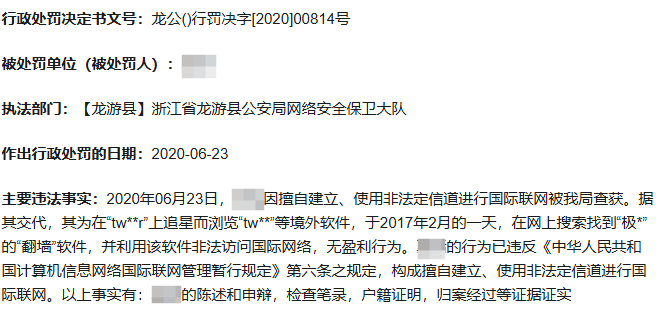 行政处罚决定书文号：龙公()行罚决字[2020]00814号
被处罚单位（被处罚人）：
执法部门：【龙游县】浙江省龙游县公安局网络安全保卫大队
作出行政处罚的日期：2020-06-23
主要违法事实：2020年06月23日，因擅自建立、使用非法定信道进行国际联网被我局查获。据
其交代，其为在“tw**r”上追星而浏览“tw**”等境外软件，于2017年2月的一天，在网上搜索找到“极*”
的“翻墙”软件，并利用该软件非法访问国际网络，无盈利行为。的行为已违反《中华人民共和
国计算机信息网络国际联网管理暂行规定》第六条之规定，构成擅自建立、使用非法定信道进行国
际联网。以上事实有：的陈述和申辩，检查笔录，户籍证明，归案经过等证据证实